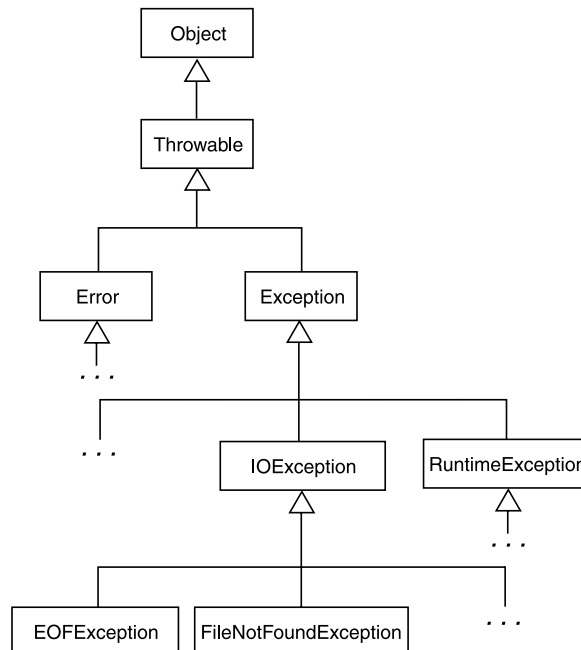 Object
Throwable
Error
Exception
. . .
. . .
IOException
RuntimeException
. . .
. . .
EOFException
FileNotFoundException